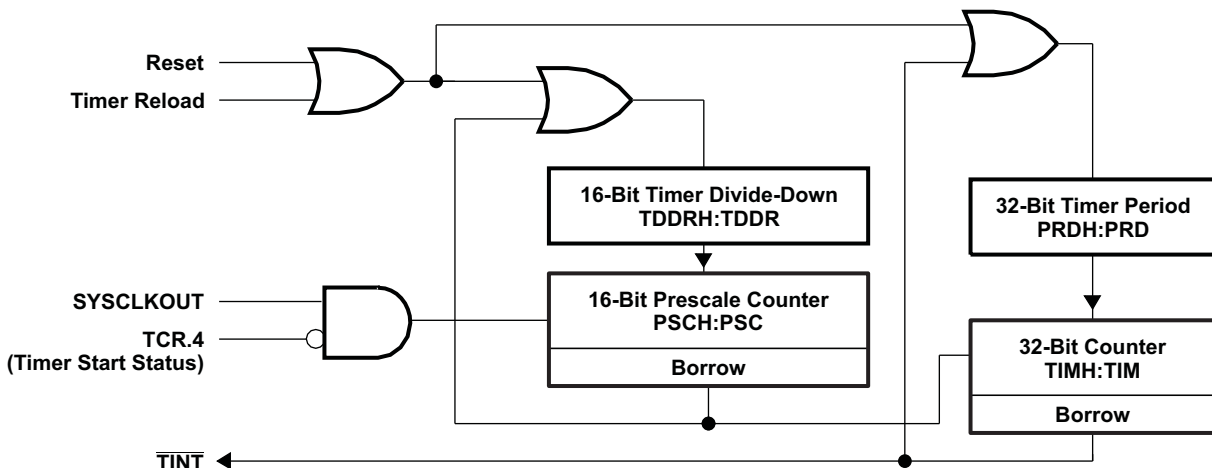 Reset
Timer Reload
16-Bit Timer Divide-Down
TDDRH:TDDR
32-Bit Timer Period
PRDH:PRD
SYSCLKOUT
TCR.4
(Timer Start Status)
16-Bit Prescale Counter
PSCH:PSC
Borrow
32-Bit Counter
TIMH:TIM
Borrow
TINT